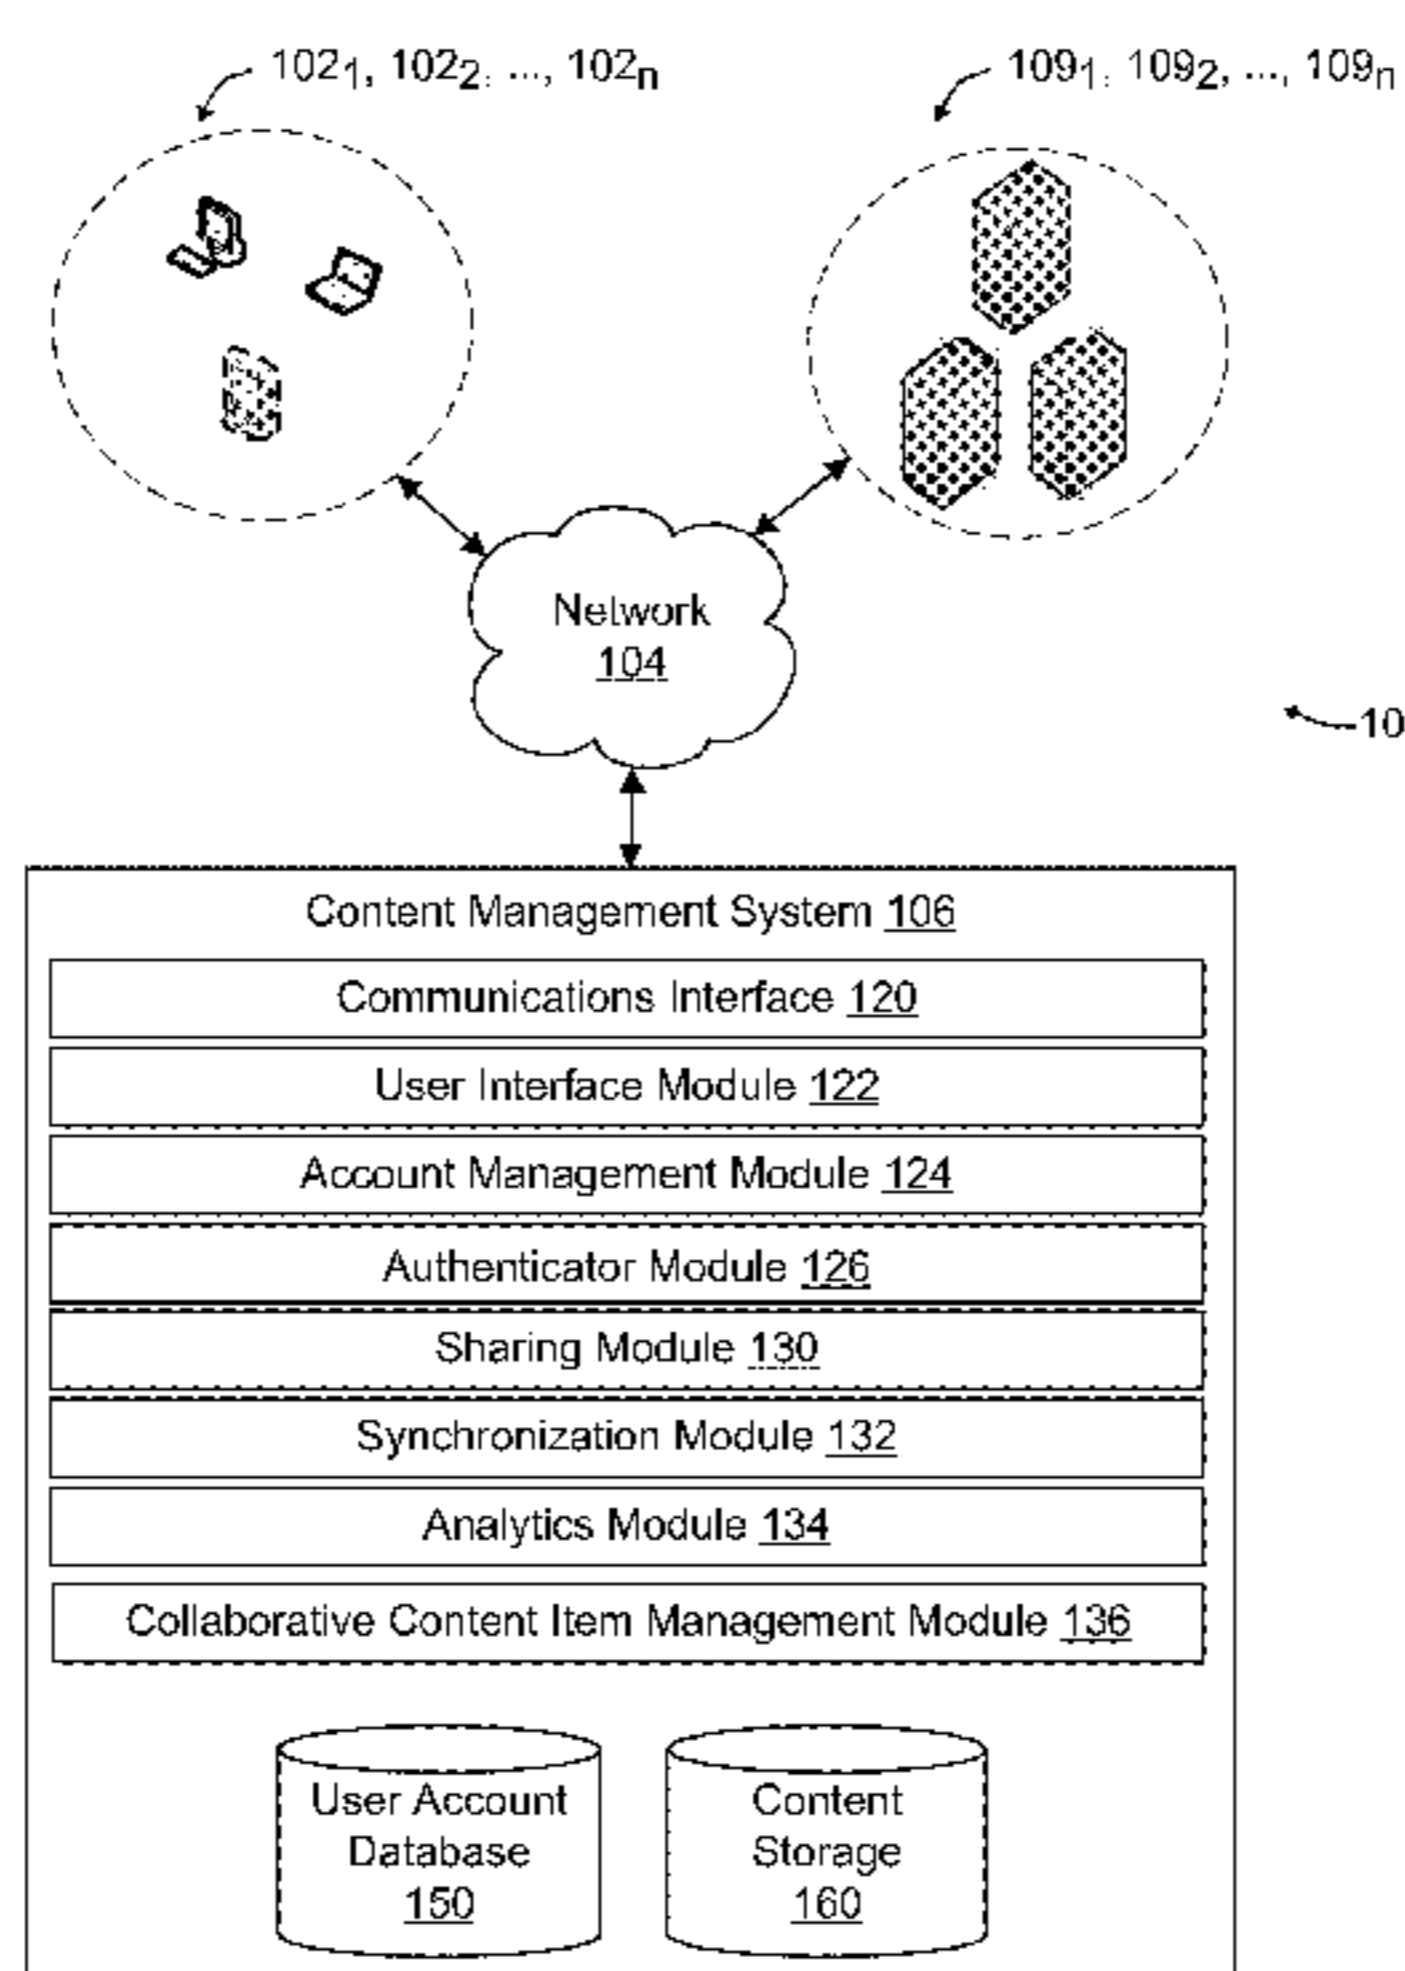 102₁, 102₂, ..., 102ₙ
109₁, 109₂, ..., 109ₙ
Network
104
10
Content Management System 106
Communications Interface 120
User Interface Module 122
Account Management Module 124
Authenticator Module 126
Sharing Module 130
Synchronization Module 132
Analytics Module 134
Collaborative Content Item Management Module 136
User Account
Database
150
Content
Storage
160